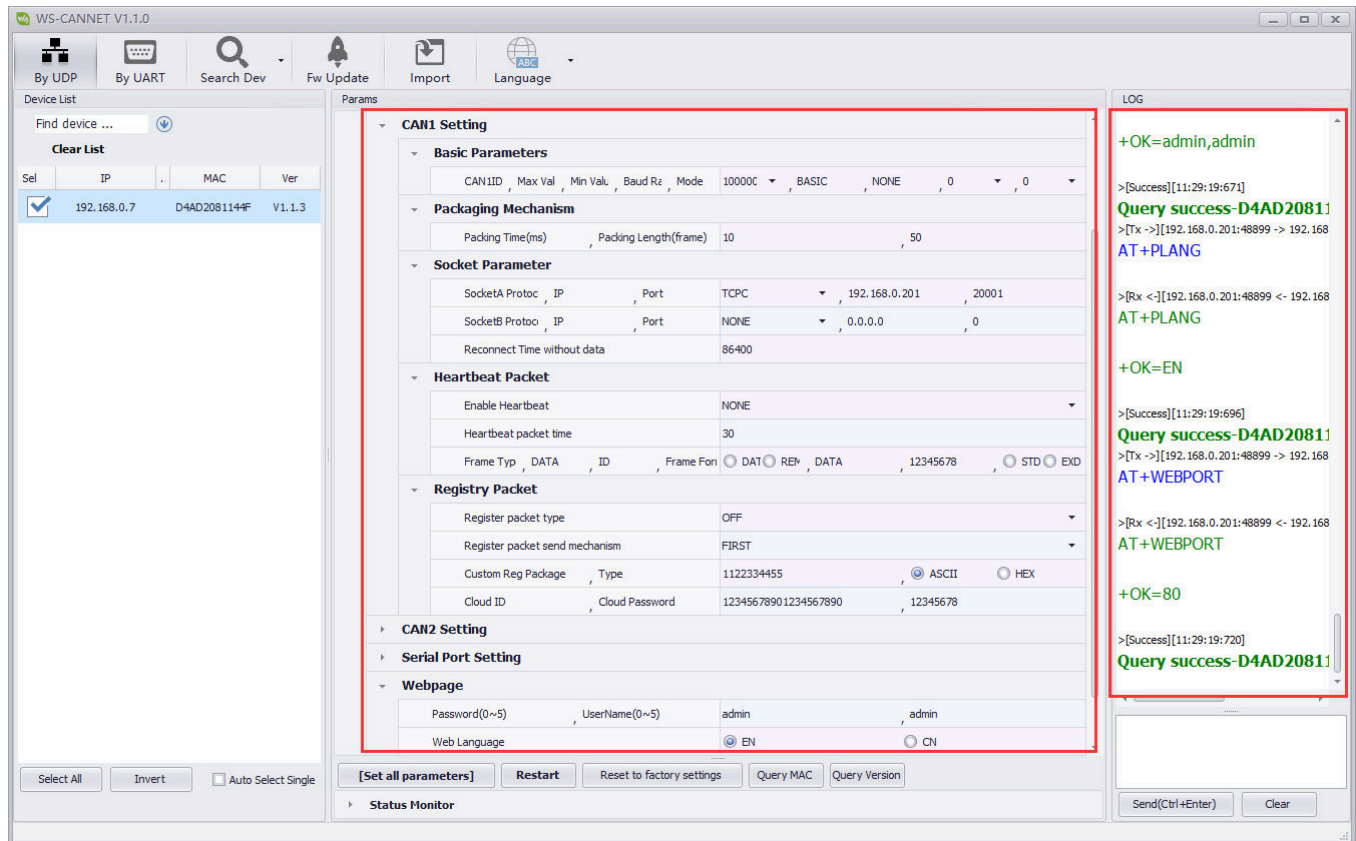 WS-CANNET V1.1.0
By UDP By UART Search Dev Fw Update Import ABC Language
Device List
Find device ...
Clear List
Sel IP . MAC Ver
192.168.0.7 D4AD2081144F V1.1.3
Select All Invert Auto Select Single
Params
CAN1 Setting
Basic Parameters
CAN1ID , Max Val , Min Valu , Baud Ra , Mode 10000C , BASIC , NONE , 0 , 0
Packaging Mechanism
Packing Time(ms) , Packing Length(frame) 10 , 50
Socket Parameter
SocketA Protoc , IP , Port TCPC , 192.168.0.201 , 20001
SocketB Protoc , IP , Port NONE , 0.0.0.0 , 0
Reconnect Time without data 86400
Heartbeat Packet
Enable Heartbeat NONE
Heartbeat packet time 30
Frame Typ , DATA , ID , Frame Forr DAT REM , DATA , 12345678 , STD EXD
Registry Packet
Register packet type OFF
Register packet send mechanism FIRST
Custom Reg Package , Type 1122334455 , ASCII HEX
Cloud ID , Cloud Password 12345678901234567890 , 12345678
CAN2 Setting
Serial Port Setting
Webpage
Password(0~5) , UserName(0~5) admin , admin
Web Language EN CN
[Set all parameters] Restart Reset to factory settings Query MAC Query Version
Status Monitor
LOG
+OK=admin,admin
>[Success][11:29:19:671]
Query success-D4AD20811
>[Tx ->][192.168.0.201:48899 -> 192.168
AT+PLANG
>[Rx <-][192.168.0.201:48899 <- 192.168
AT+PLANG
+OK=EN
>[Success][11:29:19:696]
Query success-D4AD20811
>[Tx ->][192.168.0.201:48899 -> 192.168
AT+WEBPORT
>[Rx <-][192.168.0.201:48899 <- 192.168
AT+WEBPORT
+OK=80
>[Success][11:29:19:720]
Query success-D4AD20811
Send(Ctrl+Enter) Clear